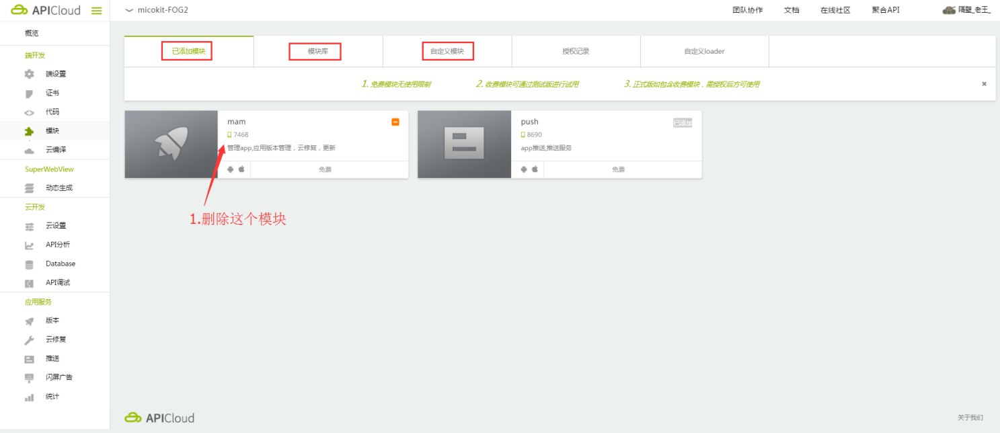 APICloud
micokit-FOG2
团队协作 文档 在线社区 聚合API 隔壁_老王_
概览
端开发
端设置
证书
代码
模块
云编译
SuperWebView
动态生成
云开发
云设置
API分析
Database
API调试
应用服务
版本
云修复
推送
闪屏广告
统计
已添加模块 模块库 自定义模块 授权记录 自定义loader
1. 免费模块无使用限制 2. 收费模块可通过测试版进行试用 3. 正式版如包含收费模块，需授权后方可使用
mam
7468
管理app,应用版本管理，云修复，更新
免费
push 已添加
8690
app推送,推送服务
免费
1.删除这个模块
APICloud
关于我们